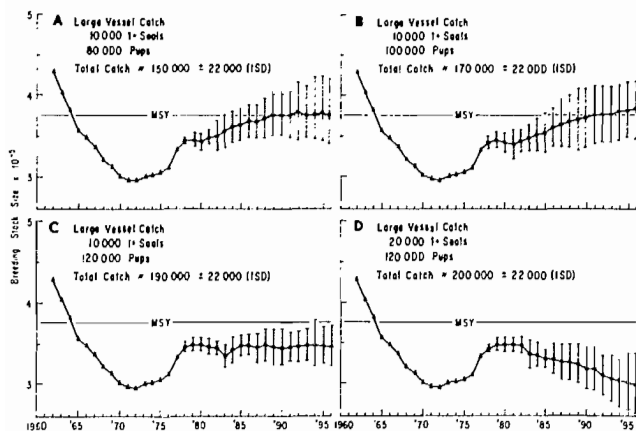 A
Large Vessel Catch
10 000 1+ Seals
80 000 Pups
Total Catch = 150 000 ± 22 000 (1SD)
MSY
B
Large Vessel Catch
10 000 1+ Seals
100 000 Pups
Total Catch = 170 000 ± 22 000 (1SD)
MSY
Breeding Stock Size × 10⁻⁵
5
4
3
C
Large Vessel Catch
10 000 1+ Seals
120 000 Pups
Total Catch = 190 000 ± 22 000 (1SD)
MSY
D
Large Vessel Catch
20 000 1+ Seals
120 000 Pups
Total Catch = 200 000 ± 22 000 (1SD)
MSY
5
4
3
1960 '70 '80 '90 '95
1960 '70 '75 '80 '85 '90 '95